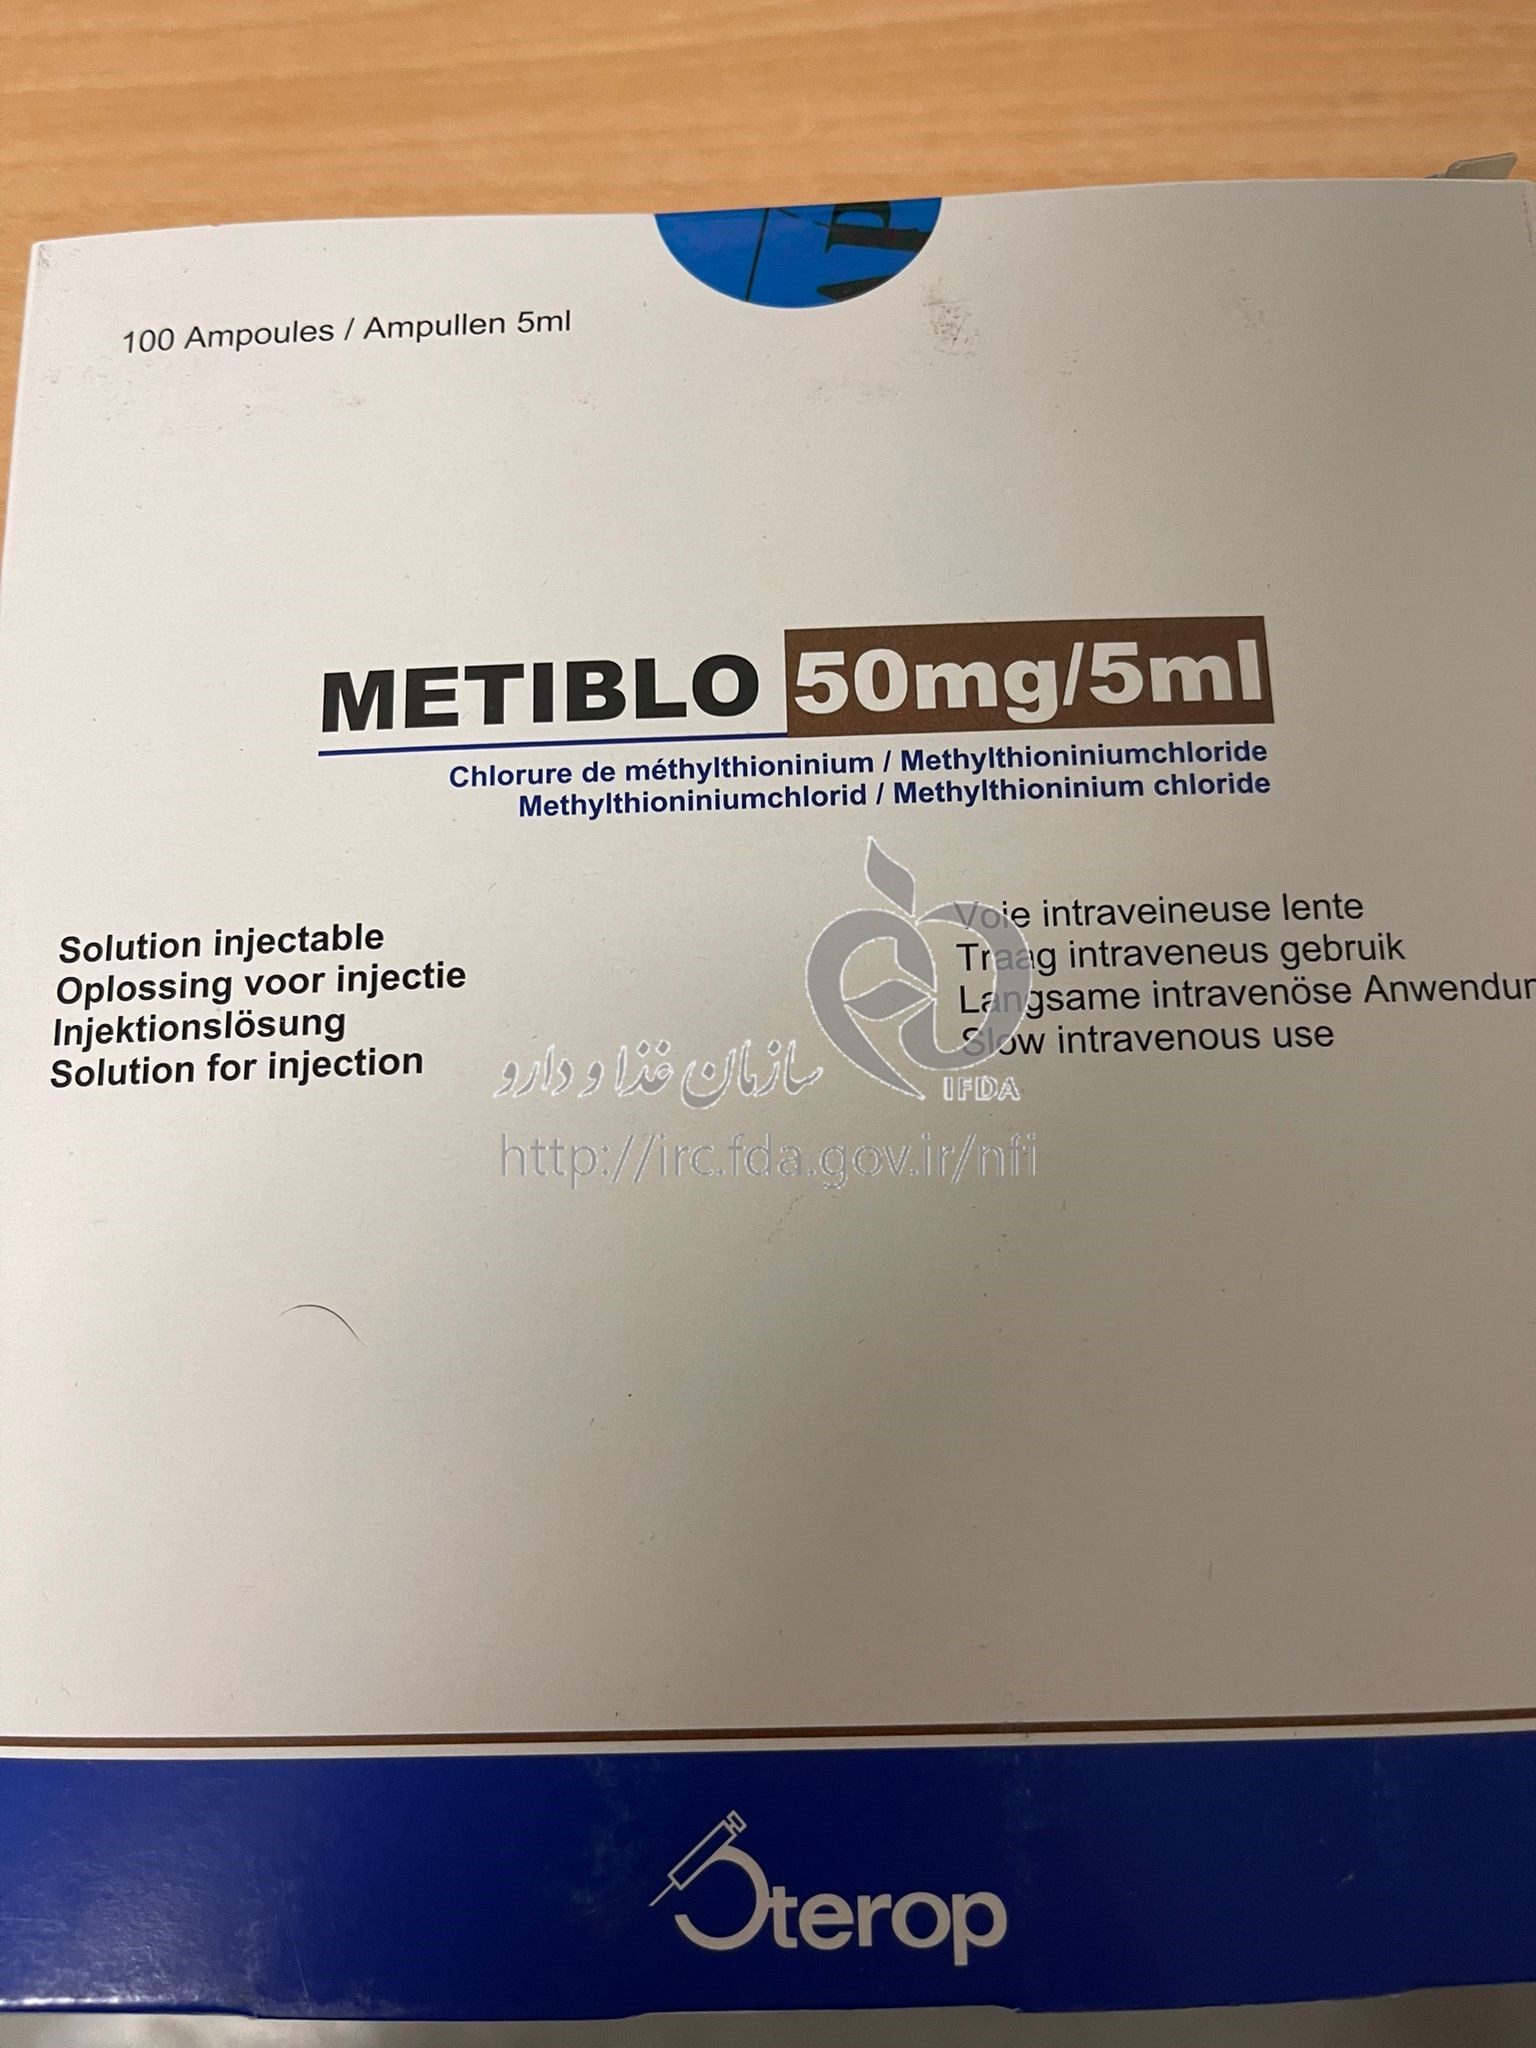 100 Ampoules / Ampullen 5ml
METIBLO 50mg/5ml
Chlorure de méthylthioninium / Methylthioniniumchloride
Methylthioniniumchlorid / Methylthioninium chloride
Solution injectable
Oplossing voor injectie
Injektionslösung
Solution for injection
Voie intraveineuse lente
Traag intraveneus gebruik
Langsame intravenöse Anwendun
Slow intravenous use
سازمان غذا و دارو
IFDA
http://irc.fda.gov.ir/nfi
Sterop